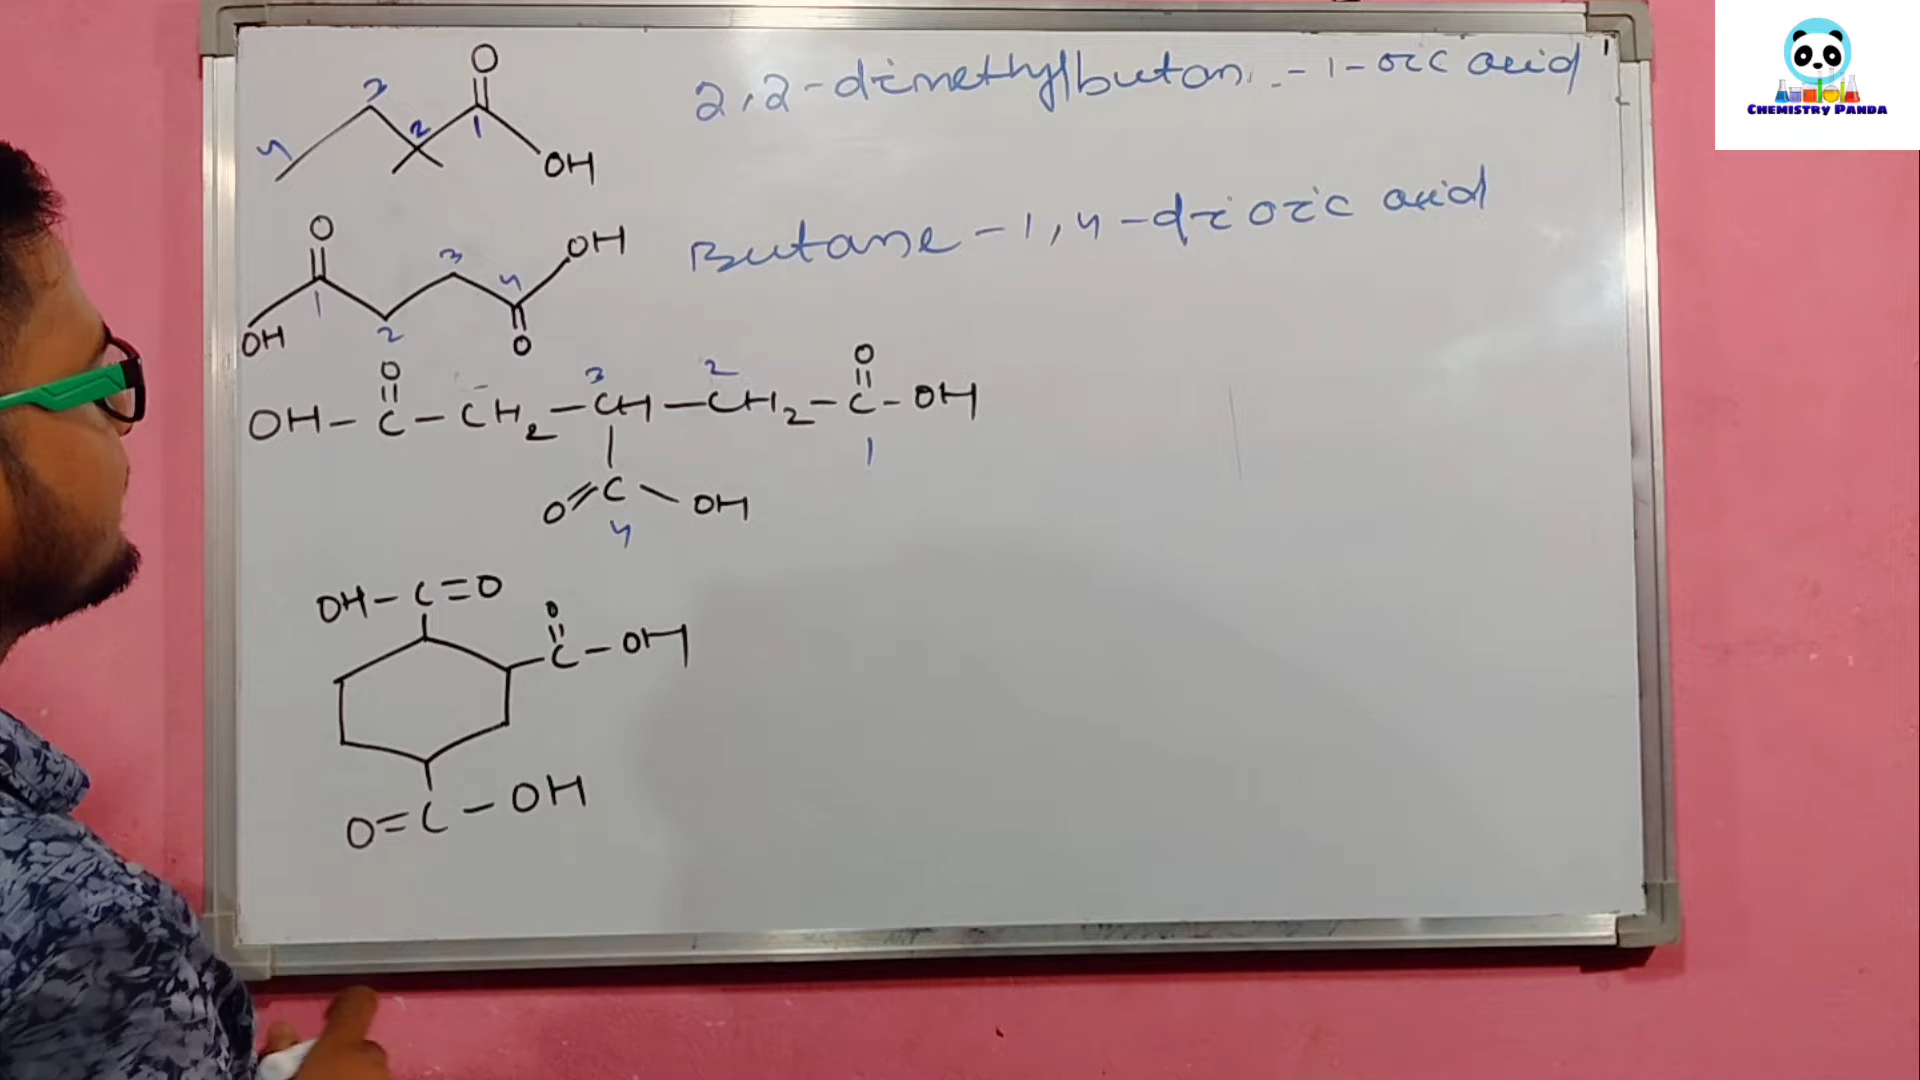 2,2-dimethylbutan - 1-oic acid
O
3
2
4
1
OH
Butane-1,4-dioic acid
O
OH
3
4
1
OH
2
O
O
3
2
O
OH-C-CH2-CH-CH2-C-OH
1
O=C-OH
4
OH-C=O
O
C-OH
O=C-OH
CHEMISTRY PANDA